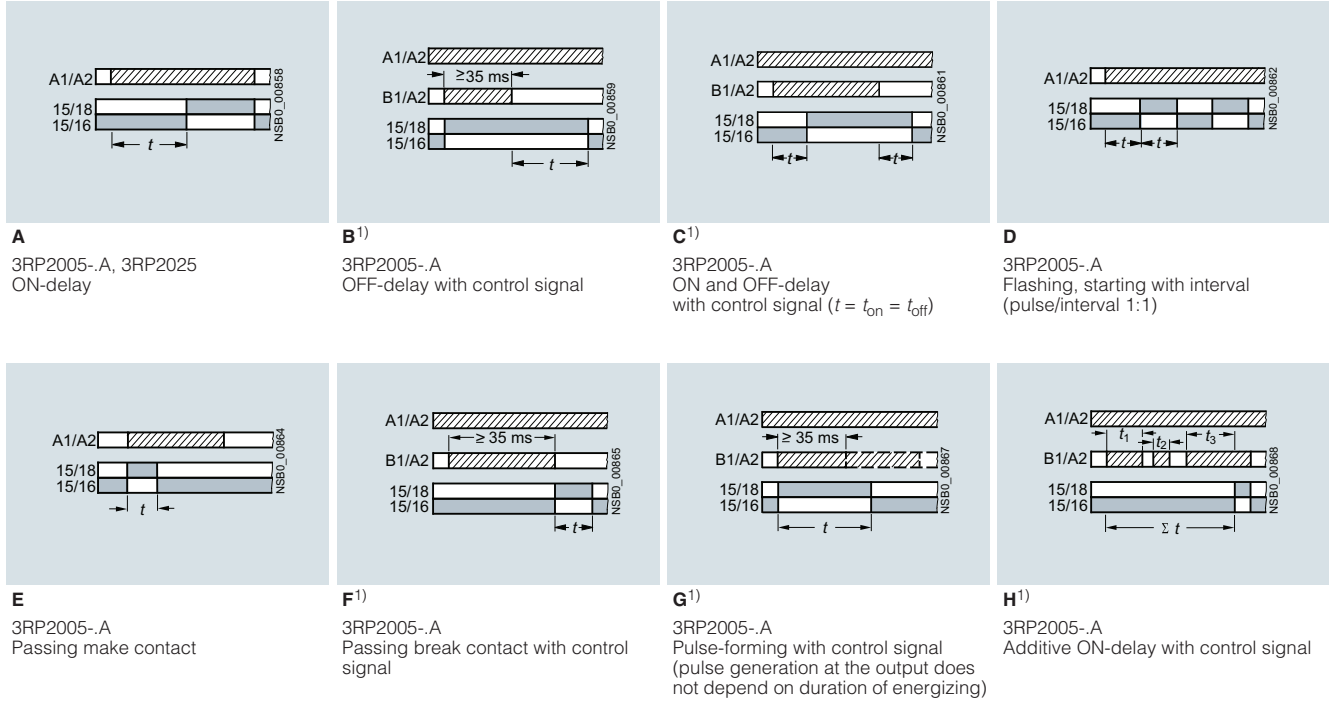 A1/A2
15/18
15/16
t
NSB0_00858
A
3RP2005-.A, 3RP2025
ON-delay
A1/A2
≥35 ms
B1/A2
15/18
15/16
t
NSB0_00859
B1)
3RP2005-.A
OFF-delay with control signal
A1/A2
B1/A2
15/18
15/16
t t
NSB0_00861
C1)
3RP2005-.A
ON and OFF-delay
with control signal (t = ton = toff)
A1/A2
15/18
15/16
t t
NSB0_00862
D
3RP2005-.A
Flashing, starting with interval
(pulse/interval 1:1)
A1/A2
15/18
15/16
t
NSB0_00864
E
3RP2005-.A
Passing make contact
A1/A2
≥ 35 ms
B1/A2
15/18
15/16
t
NSB0_00865
F1)
3RP2005-.A
Passing break contact with control
signal
A1/A2
≥ 35 ms
B1/A2
15/18
15/16
t
NSB0_00867
G1)
3RP2005-.A
Pulse-forming with control signal
(pulse generation at the output does
not depend on duration of energizing)
A1/A2
t1 t2 t3
B1/A2
15/18
15/16
Σ t
NSB0_00868
H1)
3RP2005-.A
Additive ON-delay with control signal